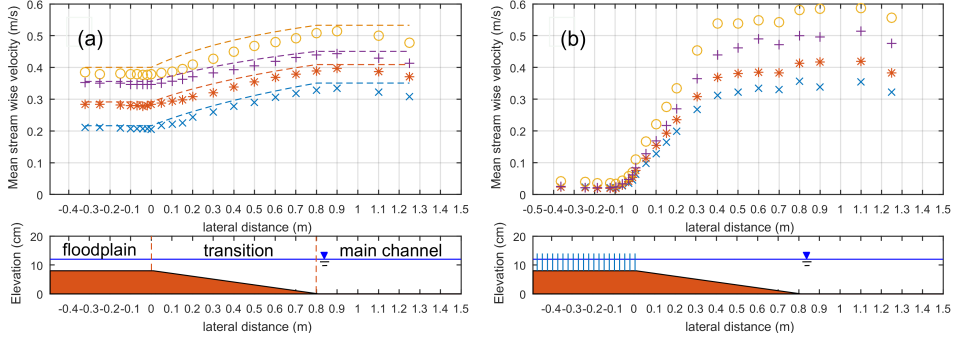 (a)
Mean stream wise velocity (m/s)
0.6
0.5
0.4
0.3
0.2
0.1
0
-0.4 -0.3 -0.2 -0.1 0 0.1 0.2 0.3 0.4 0.5 0.6 0.7 0.8 0.9 1 1.1 1.2 1.3 1.4 1.5
lateral distance (m)
Elevation (cm)
20
10
0
floodplain transition main channel
-0.4 -0.3 -0.2 -0.1 0 0.1 0.2 0.3 0.4 0.5 0.6 0.7 0.8 0.9 1 1.1 1.2 1.3 1.4 1.5
lateral distance (m)
(b)
Mean stream wise velocity (m/s)
0.6
0.5
0.4
0.3
0.2
0.1
0
-0.5 -0.4 -0.3 -0.2 -0.1 0 0.1 0.2 0.3 0.4 0.5 0.6 0.7 0.8 0.9 1 1.1 1.2 1.3 1.4 1.5
lateral distance (m)
Elevation (cm)
20
10
0
-0.4 -0.3 -0.2 -0.1 0 0.1 0.2 0.3 0.4 0.5 0.6 0.7 0.8 0.9 1 1.1 1.2 1.3 1.4 1.5
lateral distance (m)